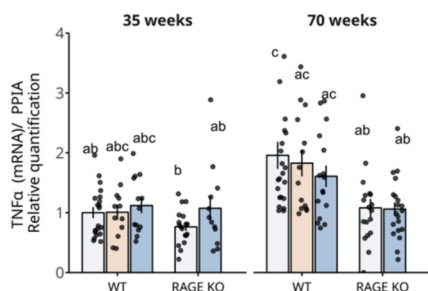 35 weeks
70 weeks
TNFα (mRNA)/ PPIA
Relative quantification
4
3
2
1
0
ab
abc
abc
b
ab
c
ac
ac
ab
ab
WT
RAGE KO
WT
RAGE KO